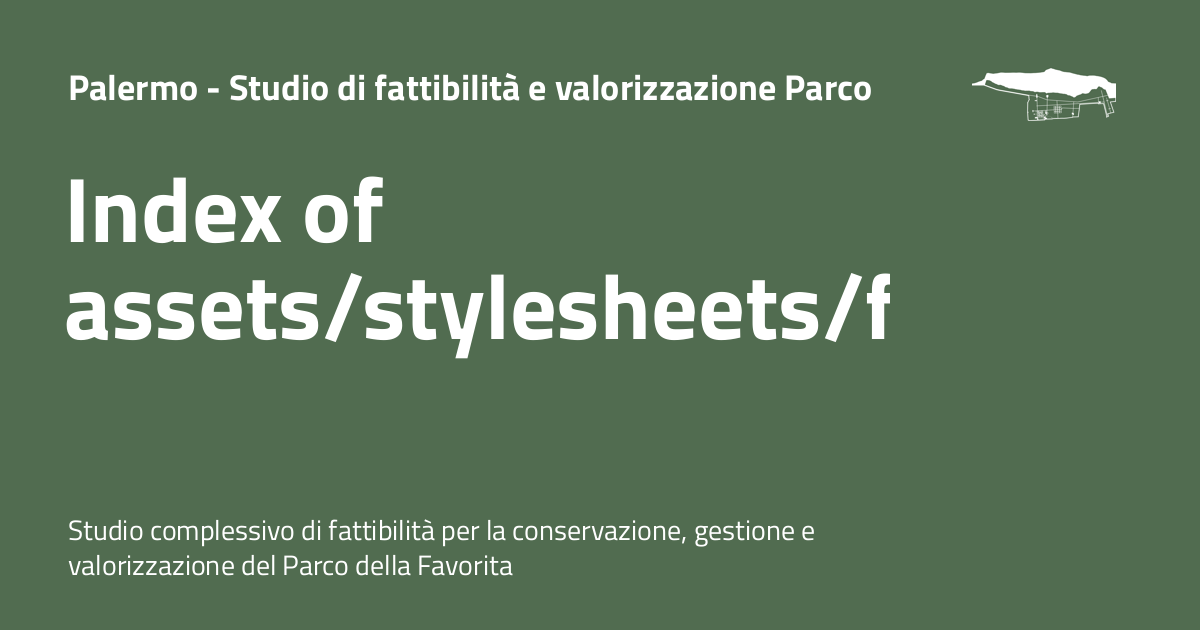 Palermo - Studio di fattibilità e valorizzazione Parco
Index of
assets/stylesheets/f
Studio complessivo di fattibilità per la conservazione, gestione e
valorizzazione del Parco della Favorita